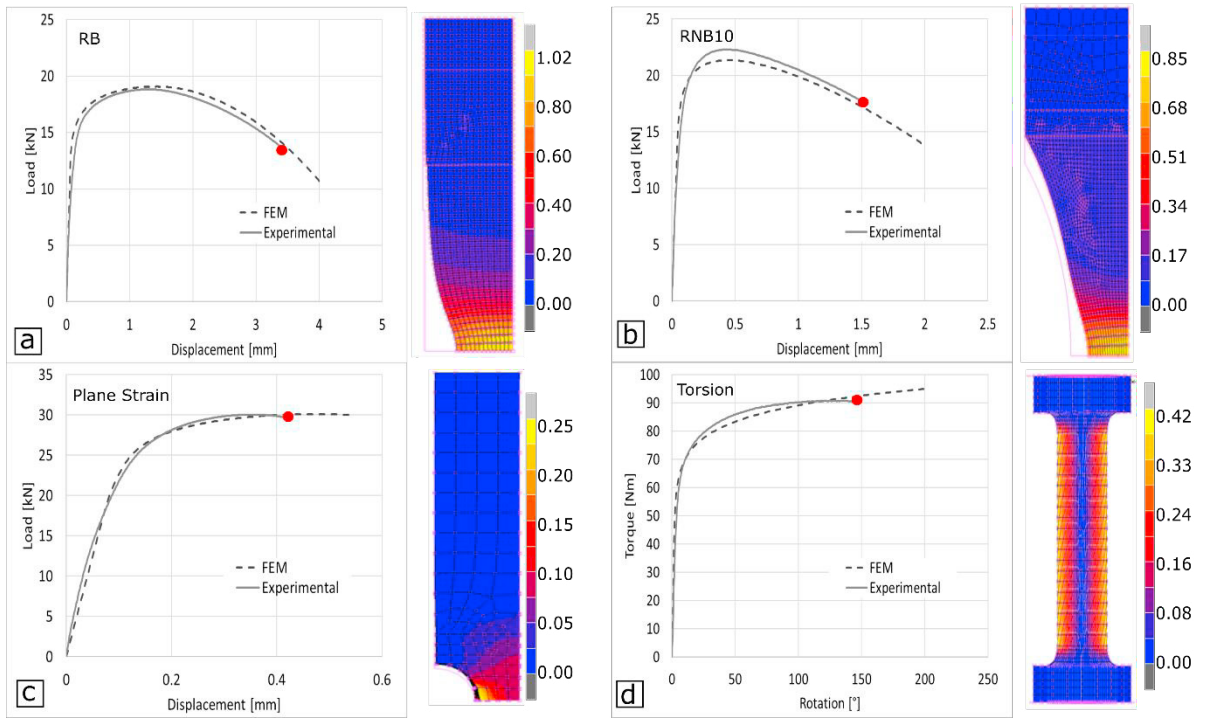 RB
Load [kN]
25
20
15
10
5
0
FEM
Experimental
0 1 2 3 4 5
Displacement [mm]
a
1.02
0.80
0.60
0.40
0.20
0.00
RNB10
Load [kN]
25
20
15
10
5
0
FEM
Experimental
0 0.5 1 1.5 2 2.5
Displacement [mm]
b
0.85
0.68
0.51
0.34
0.17
0.00
Plane Strain
Load [kN]
35
30
25
20
15
10
5
0
FEM
Experimental
0 0.2 0.4 0.6
Displacement [mm]
c
0.25
0.20
0.15
0.10
0.05
0.00
Torsion
Torque [Nm]
100
90
80
70
60
50
40
30
20
10
0
FEM
Experimental
0 50 100 150 200 250
Rotation [°]
d
0.42
0.33
0.24
0.16
0.08
0.00